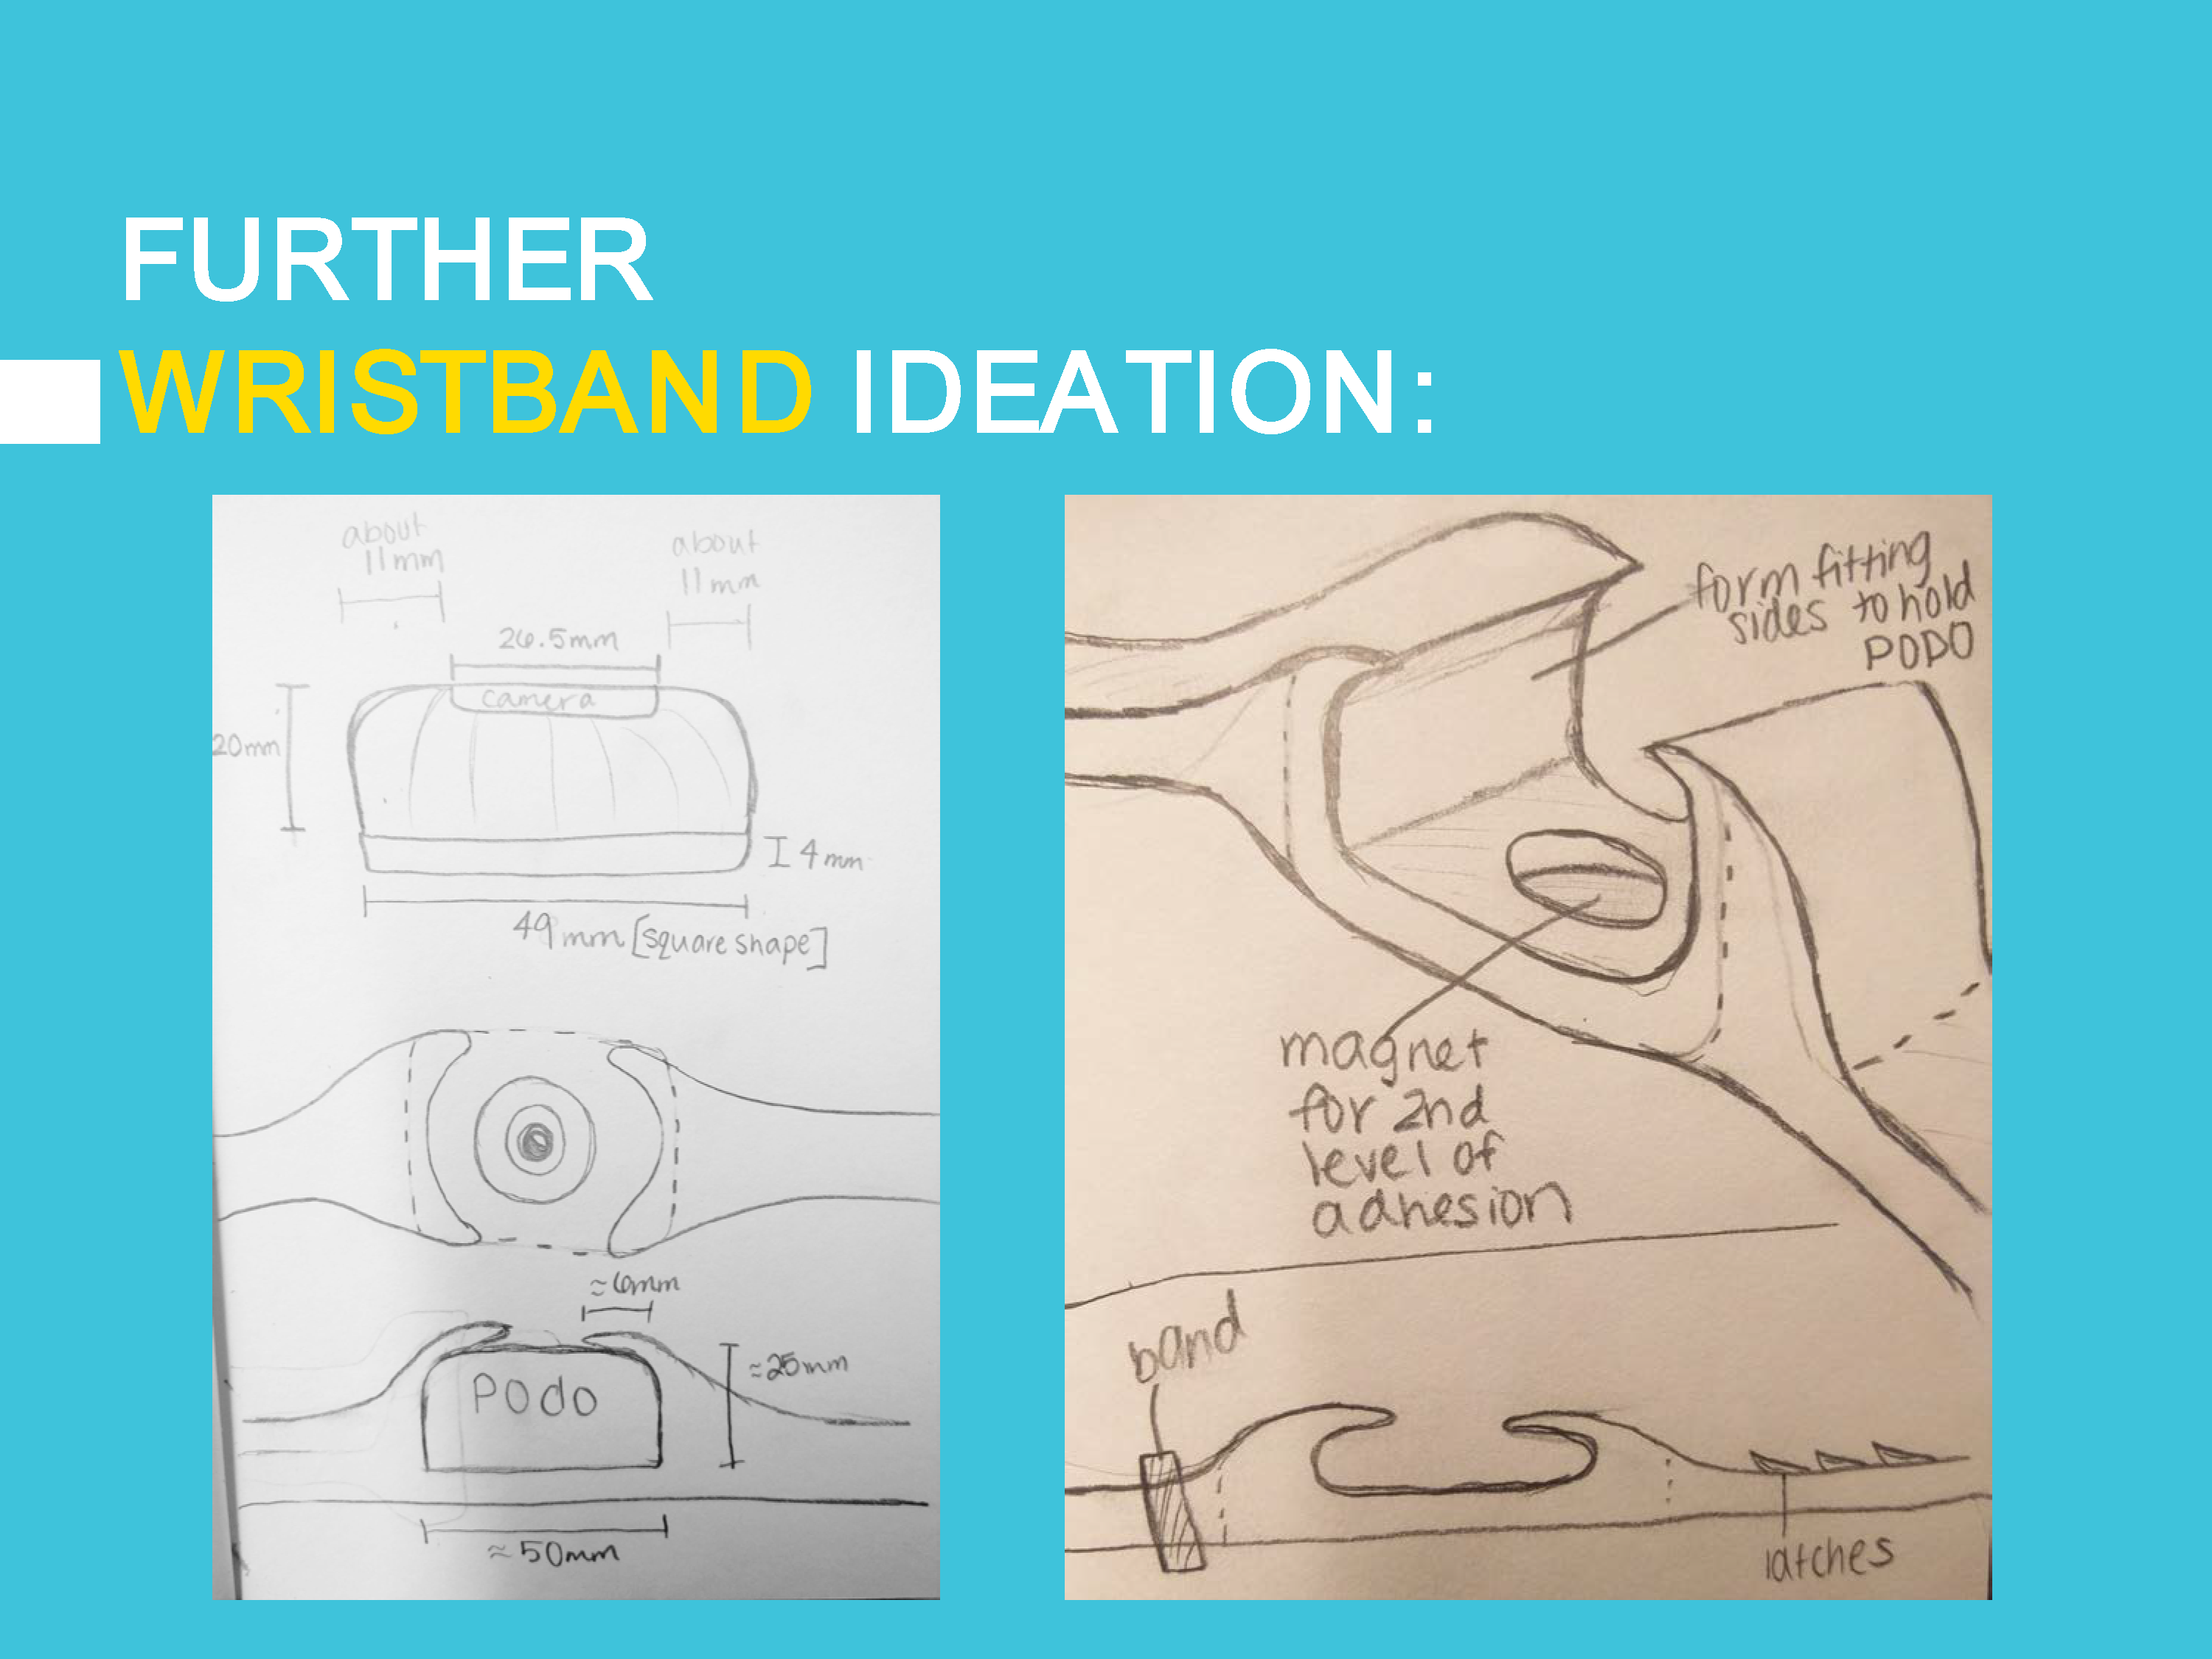 FURTHER
WRISTBAND IDEATION:
about
11mm
about
11mm
26.5mm
camera
20mm
4mm
49mm [square shape]
≈6mm
Podo
≈25mm
≈50mm
form fitting
sides to hold
PODO
magnet
for 2nd
level of
adhesion
band
latches